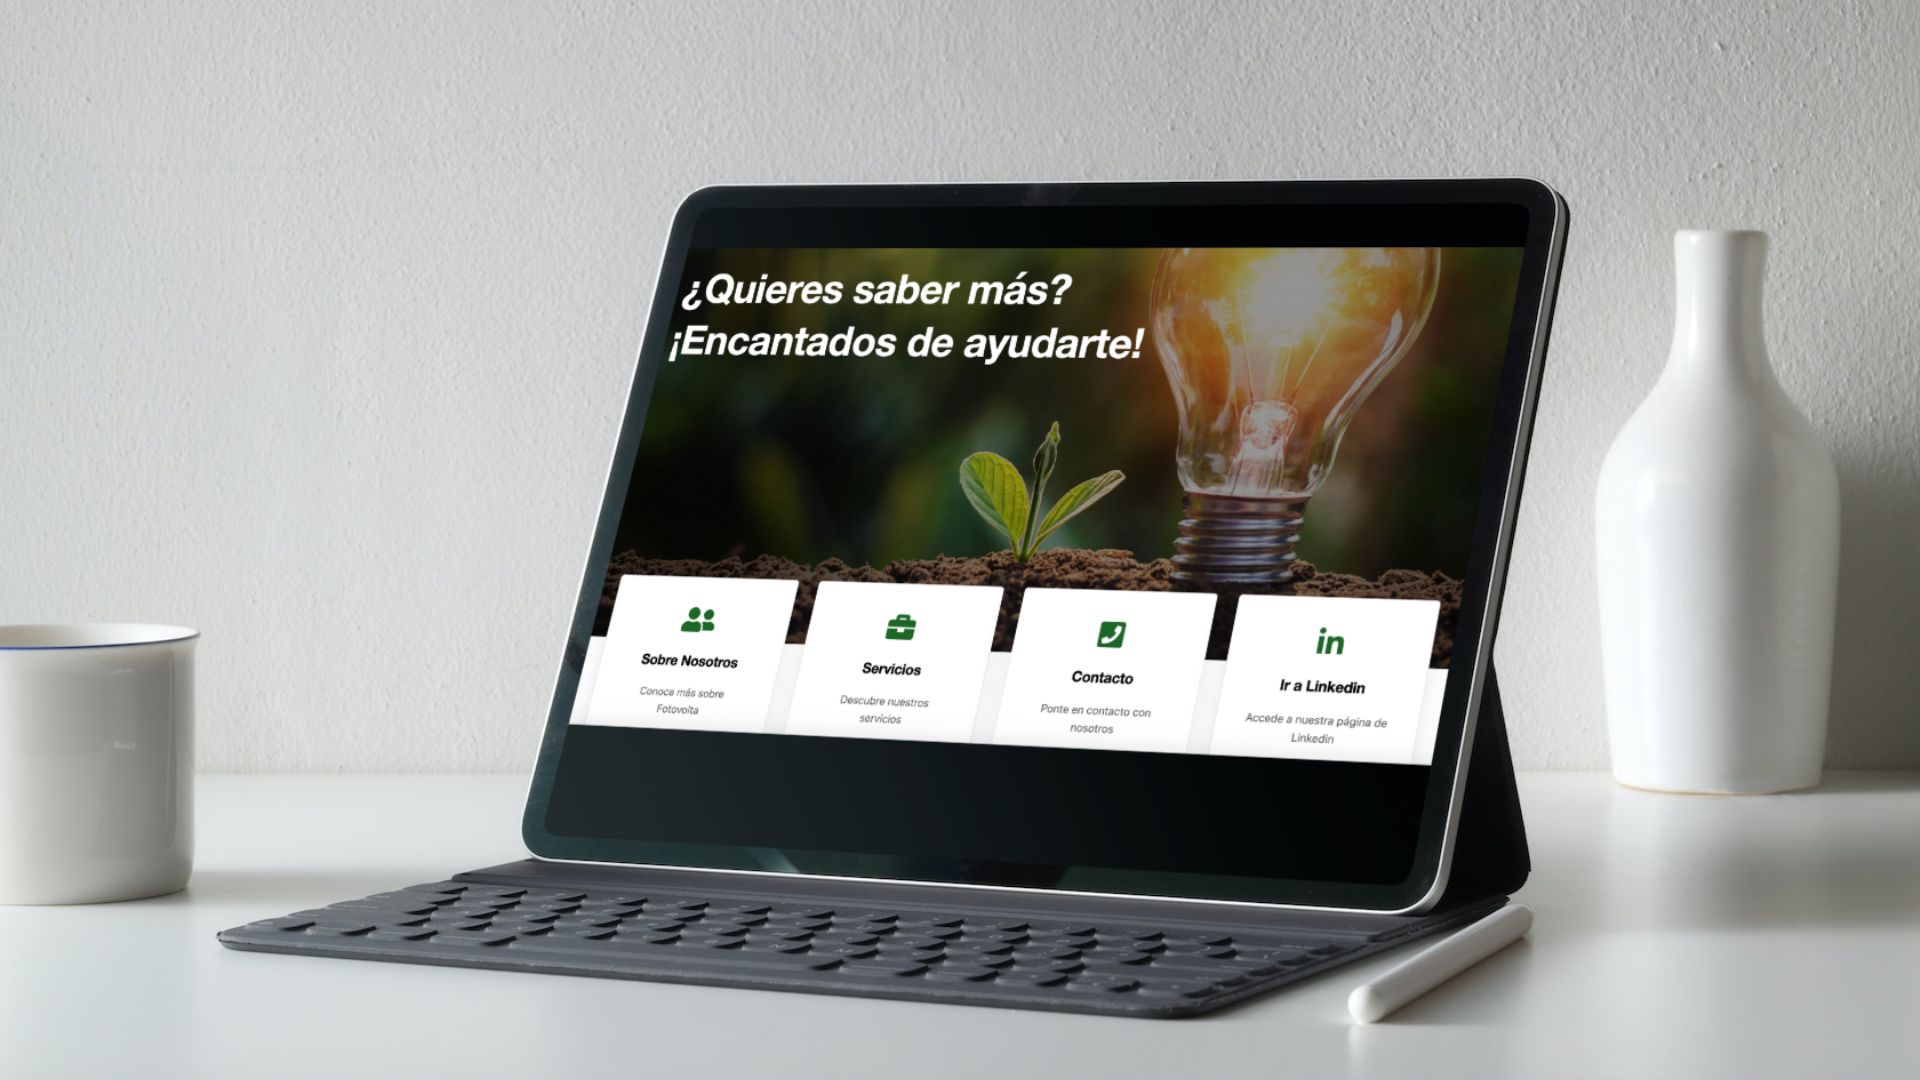 ¿Quieres saber más?
¡Encantados de ayudarte!
Sobre Nosotros
Conoce más sobre
Fotovolta
Servicios
Descubre nuestros
servicios
Contacto
Ponte en contacto con
nosotros
in
Ir a Linkedin
Accede a nuestra página de
Linkedin